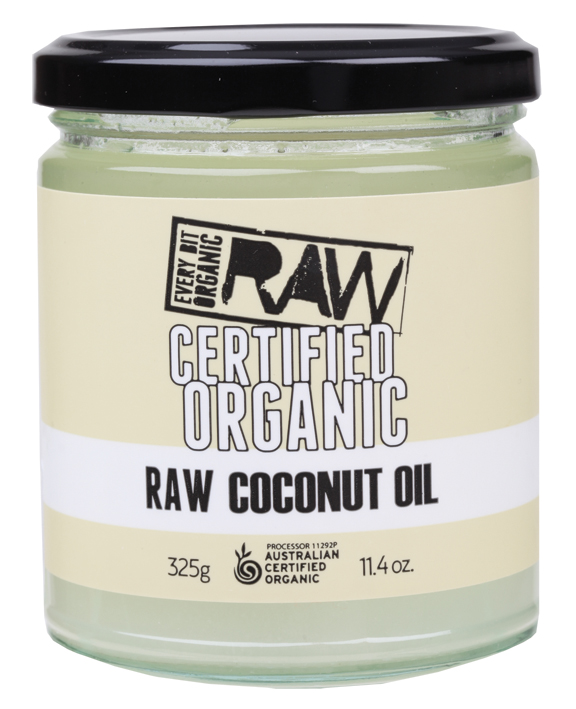 EVERY BIT
ORGANIC
RAW
CERTIFIED
ORGANIC
RAW COCONUT OIL
325g
PROCESSOR 11292P
AUSTRALIAN
CERTIFIED
ORGANIC
11.4 oz.